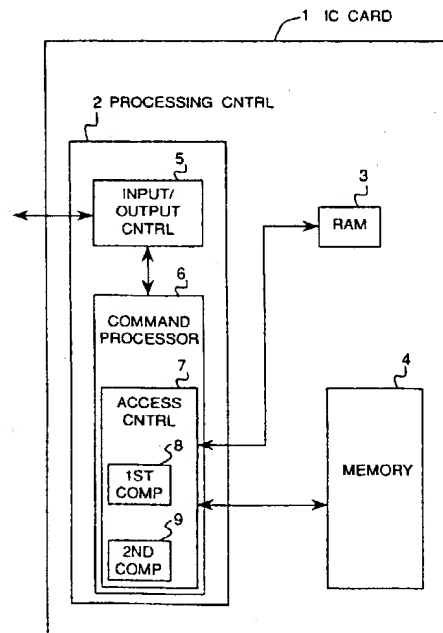 1 IC CARD
2 PROCESSING CNTRL
5
INPUT/
OUTPUT
CNTRL
3
RAM
6
COMMAND
PROCESSOR
7
ACCESS
CNTRL
8
1ST
COMP
9
2ND
COMP
4
MEMORY